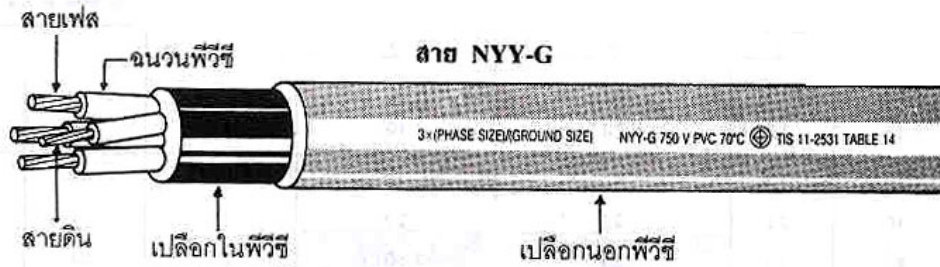 สายเฟส
ฉนวนพีวีซี
สาย NYY-G
3×(PHASE SIZE)/(GROUND SIZE) NYY-G 750 V PVC 70°C TIS 11-2531 TABLE 14
สายดิน
เปลือกในพีวีซี
เปลือกนอกพีวีซี